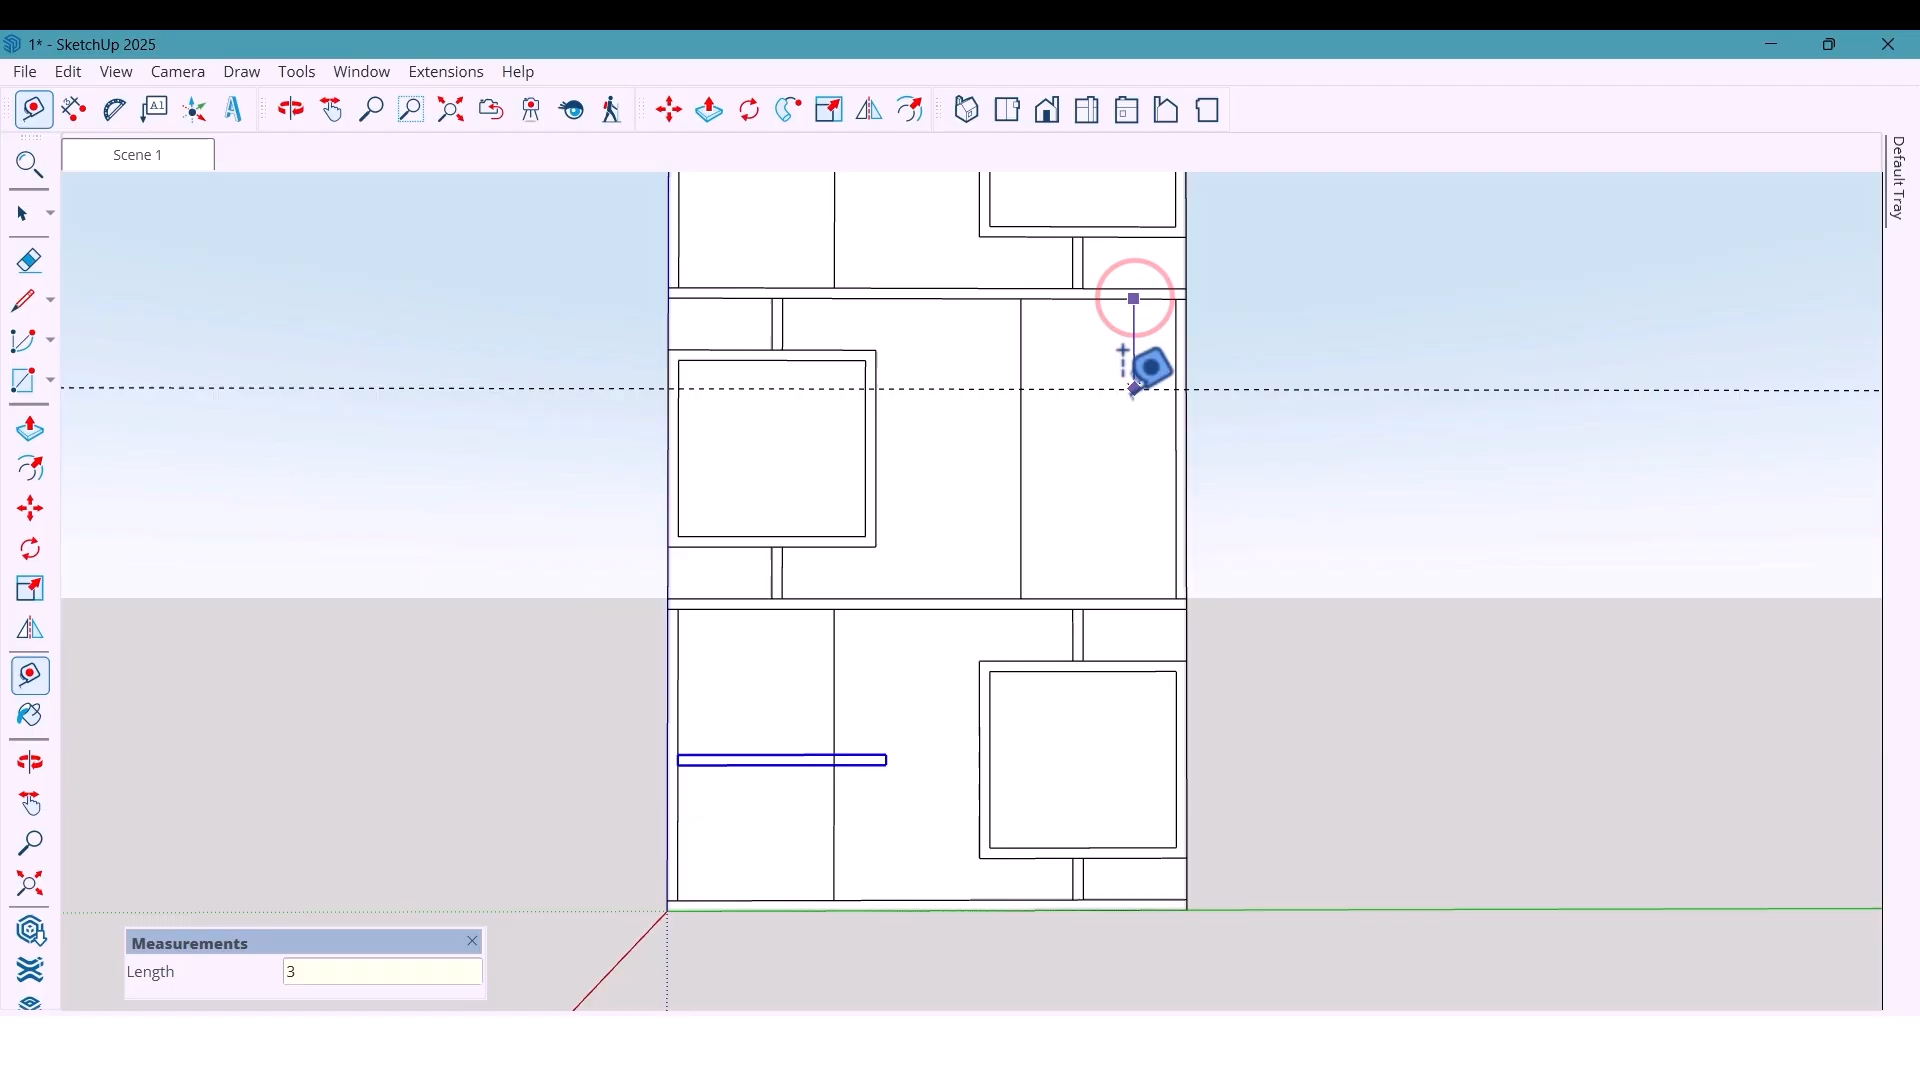 1* - SketchUp 2025
File Edit View Camera Draw Tools Window Extensions Help
A1
Scene 1
Default Tray
Measurements
Length 3